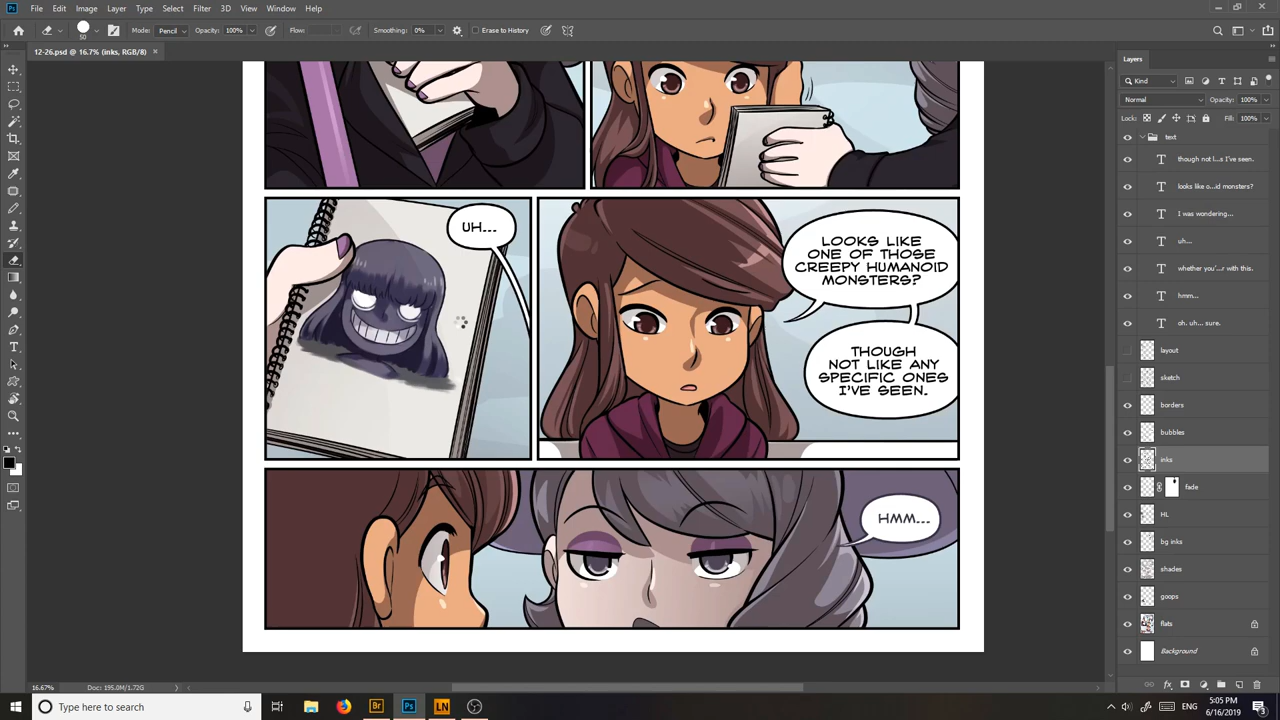 File Edit Image Layer Type Select Filter 3D View Window Help
50 Mode: Pencil Opacity: 100% Flow: Smoothing: 0% Erase to History
12-26.psd @ 16.7% (inks, RGB/8) ×
UH...
LOOKS LIKE
ONE OF THOSE
CREEPY HUMANOID
MONSTERS?
THOUGH
NOT LIKE ANY
SPECIFIC ONES
I'VE SEEN.
HMM...
Layers
Kind
Normal Opacity: 100%
Lock: Fill: 100%
text
though not l...s I've seen.
looks like o...id monsters?
I was wondering...
uh...
whether you'...r with this.
hmm...
oh. uh... sure.
layout
sketch
borders
bubbles
inks
fade
HL
bg inks
shades
goops
flats
Background
16.67% Doc: 195.0M/1.72G
Type here to search
Br Ps LN
5:05 PM
6/16/2019